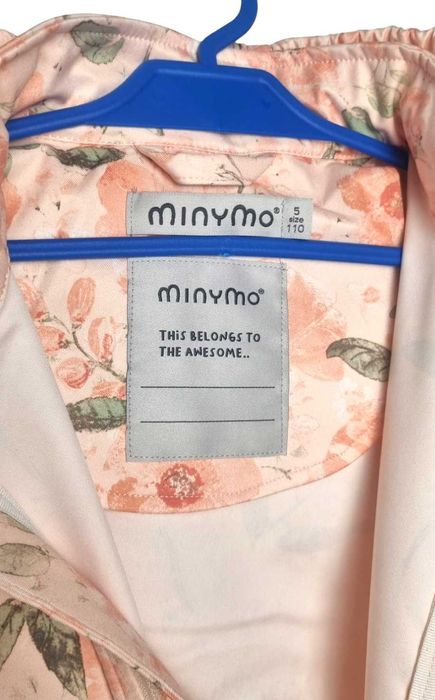 minymo®
5
size
110
minymo®
THiS BELONGS TO
THE AWESOME..